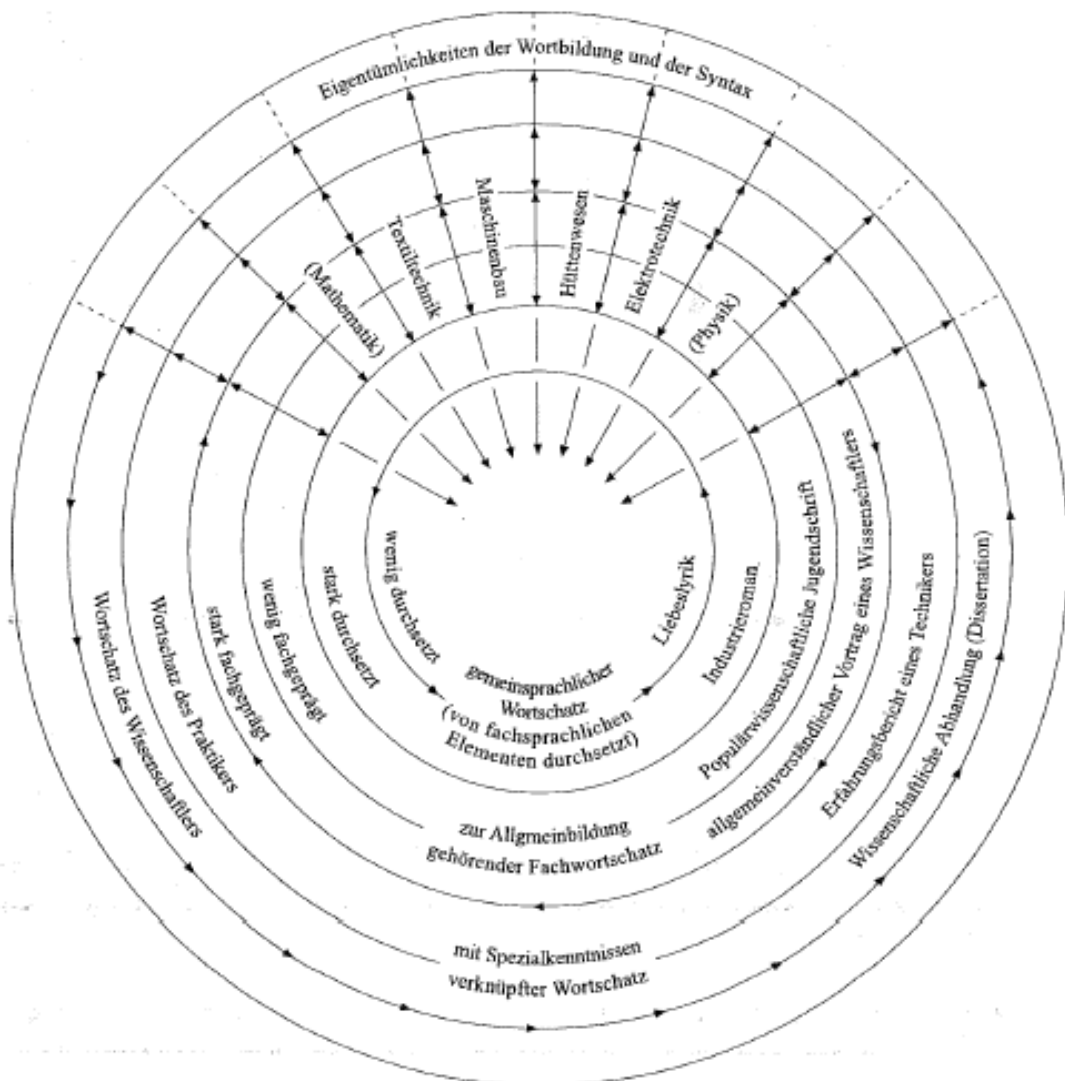 Eigentümlichkeiten der Wortbildung und der Syntax
(Mathematik)
Textiltechnik
Maschinenbau
Hüttenwesen
Elektrotechnik
(Physik)
Wortschatz des Wissenschaftlers
Wortschatz des Praktikers
stark fachgeprägt
wenig fachgeprägt
stark durchsetzt
wenig durchsetzt
gemeinsprachlicher
Wortschatz
(von fachsprachlichen
Elementen durchsetzt)
Liebeslyrik
Industrieroman
Populärwissenschaftliche Jugendschrift
allgemeinverständlicher Vortrag eines Wissenschaftlers
Erfahrungsbericht eines Technikers
Wissenschaftliche Abhandlung (Dissertation)
zur Allgmeinbildung
gehörender Fachwortschatz
mit Spezialkenntnissen
verknüpfter Wortschatz